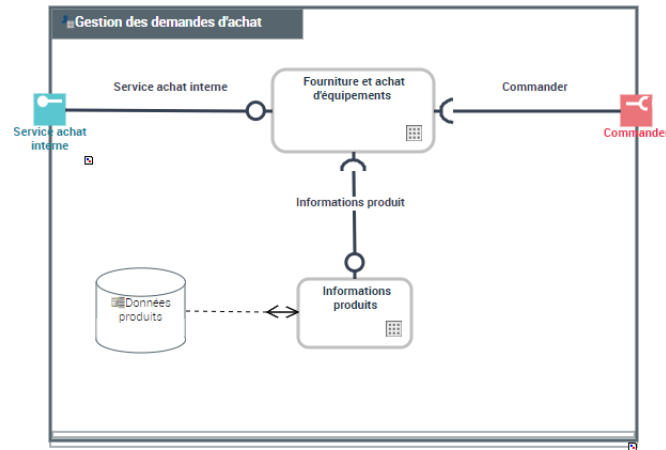 Gestion des demandes d'achat
Service achat interne
Fourniture et achat
d'équipements
Commander
Service achat
interne
Commander
Informations produit
Informations
produits
Données
produits